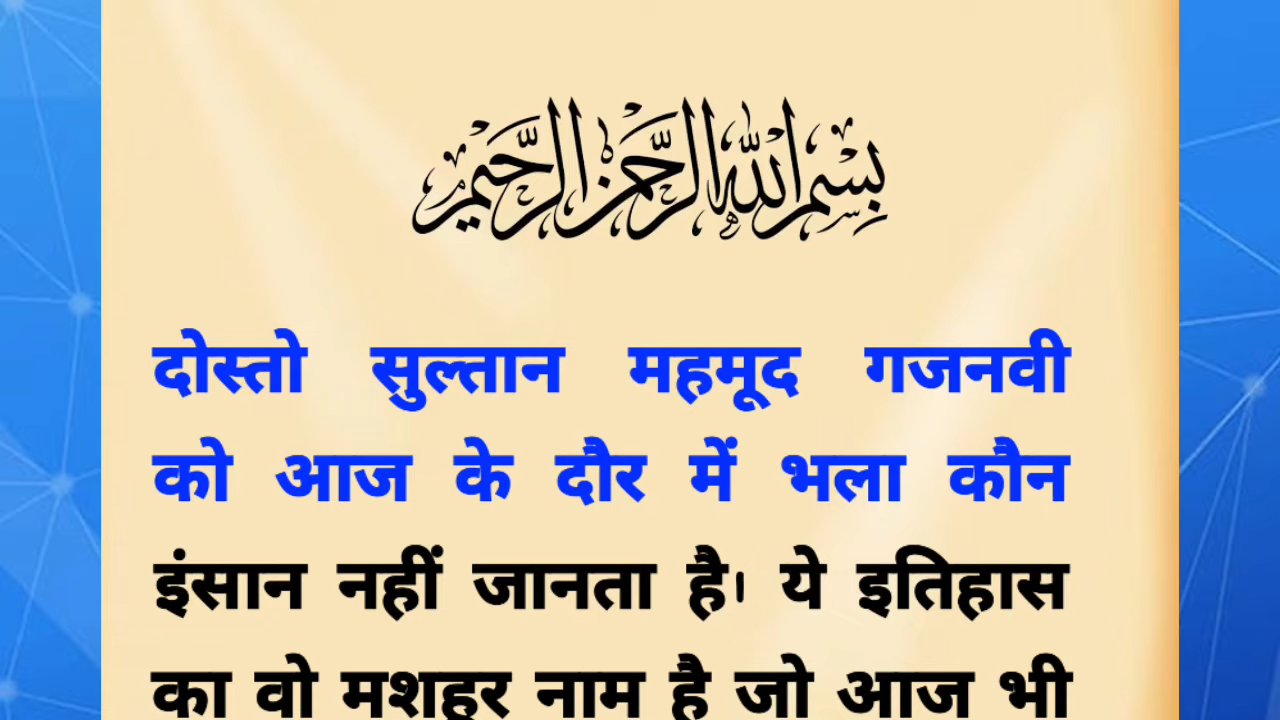 بسم الله الرحمن الرحيم
दोस्तो सुल्तान महमूद गजनवी
को आज के दौर में भला कौन
इंसान नहीं जानता है। ये इतिहास
का वो मशहूर नाम है जो आज भी